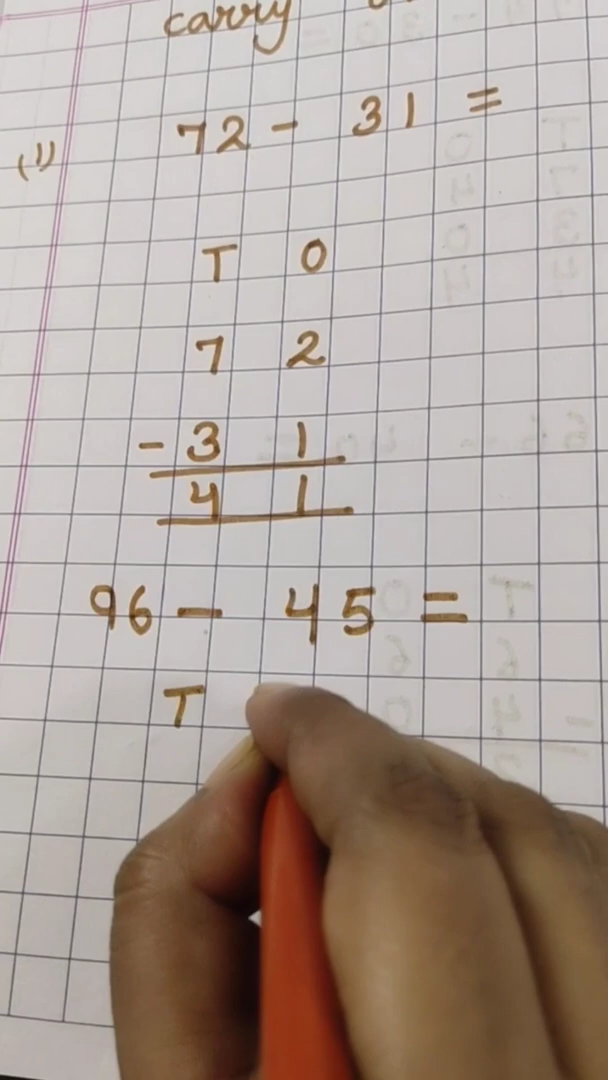 carry
(1) 72 - 31 =
T O
7 2
- 3 1
4 1
96 - 45 =
T